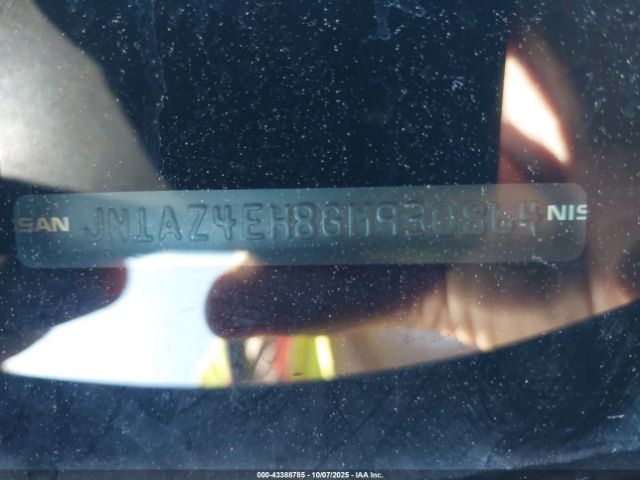 SAN JN1AZ4EH8GM930864 NIS
000-43388785 - 10/07/2025 - IAA Inc.